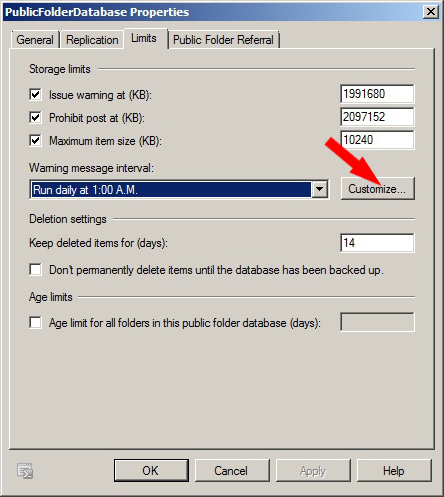 PublicFolderDatabase Properties
General Replication Limits Public Folder Referral
Storage limits
Issue warning at (KB): 1991680
Prohibit post at (KB): 2097152
Maximum item size (KB): 10240
Warning message interval:
Run daily at 1:00 A.M. Customize...
Deletion settings
Keep deleted items for (days): 14
Don't permanently delete items until the database has been backed up.
Age limits
Age limit for all folders in this public folder database (days):
OK Cancel Apply Help